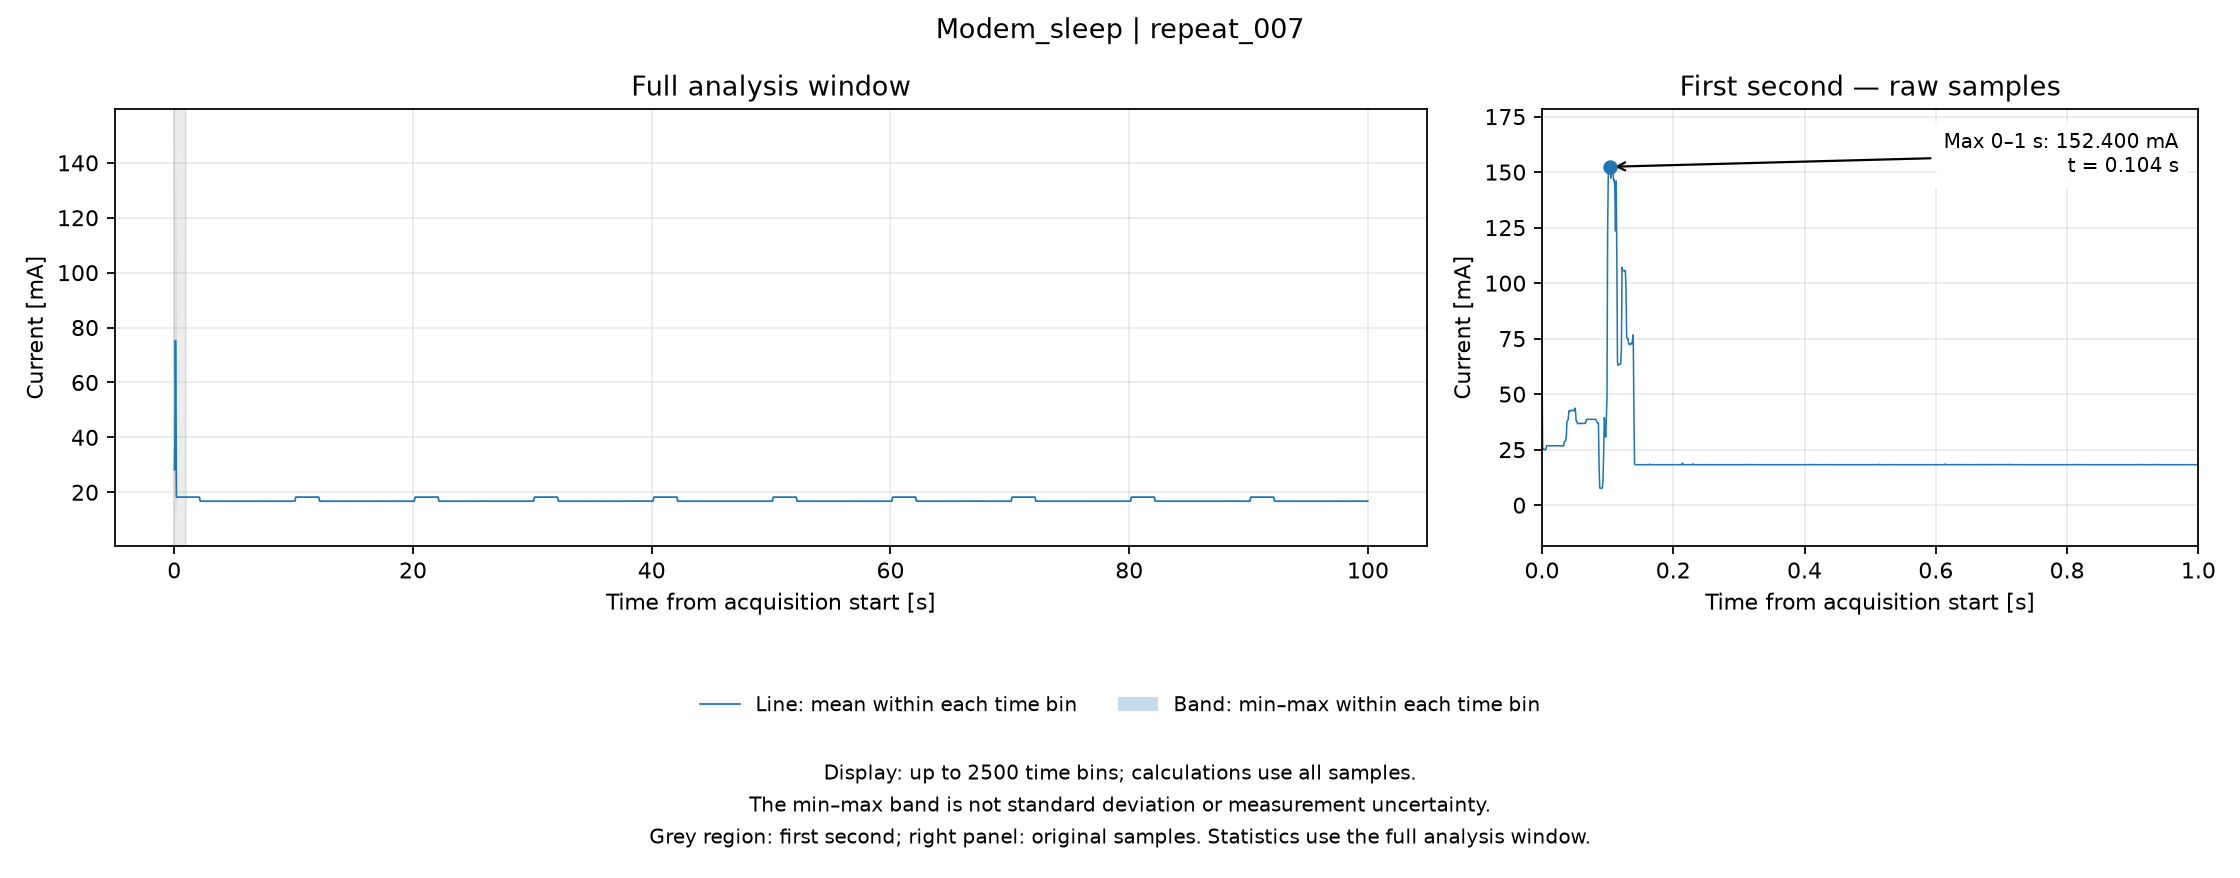 Modem_sleep | repeat_007
Full analysis window
Current [mA]
140
120
100
80
60
40
20
0
20
40
60
80
100
Time from acquisition start [s]
First second — raw samples
Current [mA]
175
150
125
100
75
50
25
0
Max 0–1 s: 152.400 mA
t = 0.104 s
0.0
0.2
0.4
0.6
0.8
1.0
Time from acquisition start [s]
Line: mean within each time bin
Band: min–max within each time bin
Display: up to 2500 time bins; calculations use all samples.
The min–max band is not standard deviation or measurement uncertainty.
Grey region: first second; right panel: original samples. Statistics use the full analysis window.